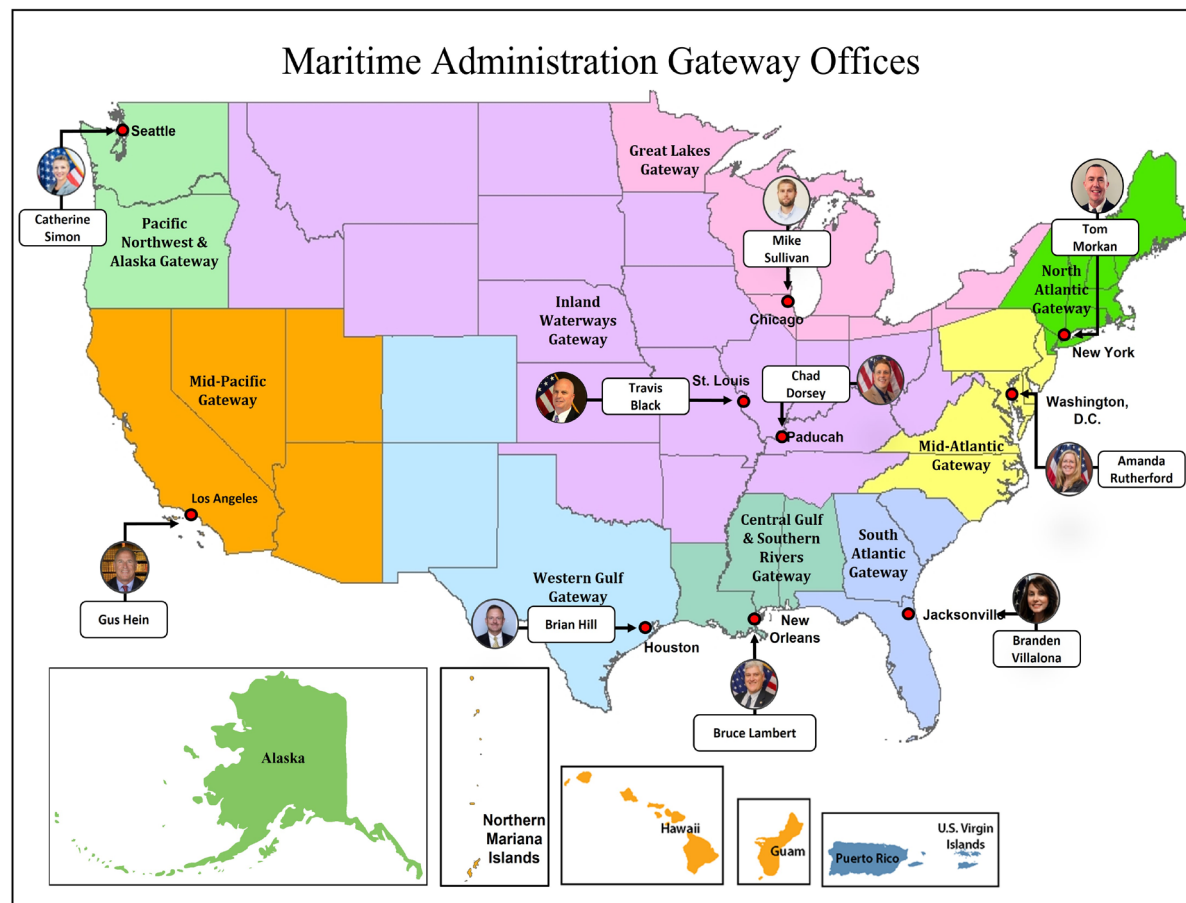 Maritime Administration Gateway Offices
Seattle
Catherine
Simon
Pacific
Northwest &
Alaska Gateway
Great Lakes
Gateway
Mike
Sullivan
Chicago
Tom
Morkan
North
Atlantic
Gateway
New York
Inland
Waterways
Gateway
Mid-Pacific
Gateway
Travis
Black
St. Louis
Chad
Dorsey
Paducah
Washington,
D.C.
Mid-Atlantic
Gateway
Amanda
Rutherford
Los Angeles
Gus Hein
Central Gulf
& Southern
Rivers
Gateway
South
Atlantic
Gateway
Western Gulf
Gateway
Brian Hill
Houston
New
Orleans
Bruce Lambert
Jacksonville
Branden
Villalona
Alaska
Northern
Mariana
Islands
Hawaii
Guam
Puerto Rico
U.S. Virgin
Islands